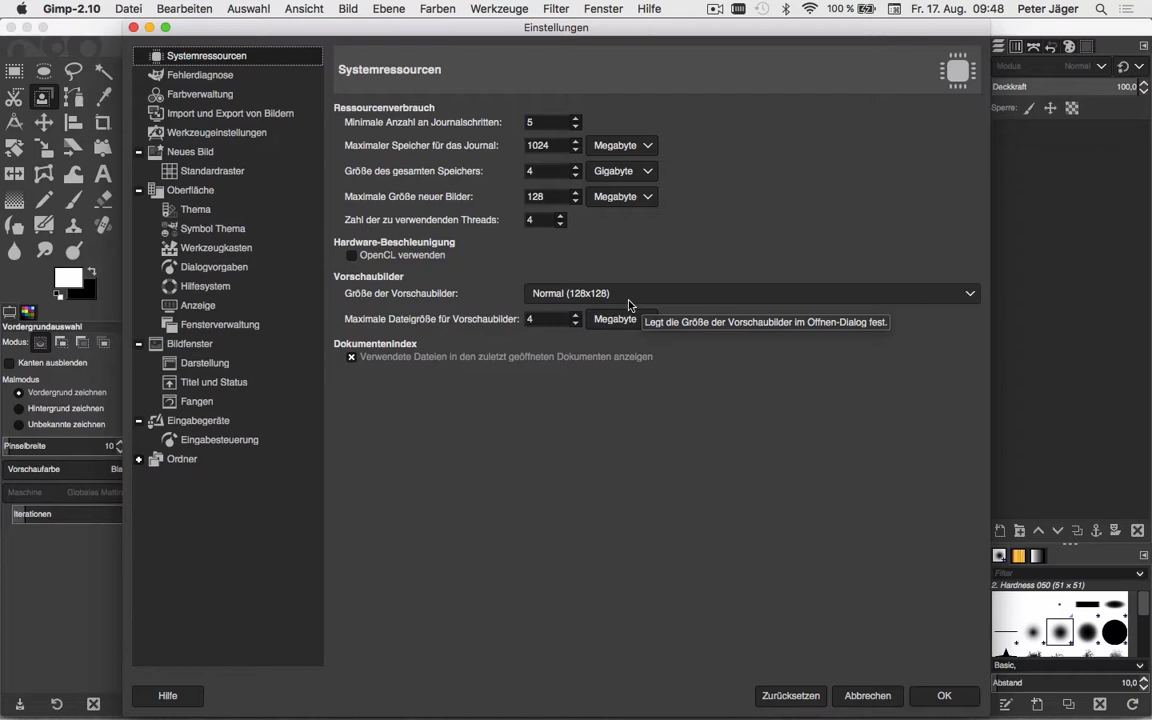 Gimp-2.10 Datei Bearbeiten Auswahl Ansicht Bild Ebene Farben Werkzeuge Filter Fenster Hilfe 100 % Fr. 17. Aug. 09:48 Peter Jäger
Einstellungen
Systemressourcen
Fehlerdiagnose
Farbverwaltung
Import und Export von Bildern
Werkzeugeinstellungen
Neues Bild
Standardraster
Oberfläche
Thema
Symbol Thema
Werkzeugkasten
Dialogvorgaben
Hilfesystem
Anzeige
Fensterverwaltung
Bildfenster
Darstellung
Titel und Status
Fangen
Eingabegeräte
Eingabesteuerung
Ordner
Systemressourcen
Ressourcenverbrauch
Minimale Anzahl an Journalschritten: 5
Maximaler Speicher für das Journal: 1024 Megabyte
Größe des gesamten Speichers: 4 Gigabyte
Maximale Größe neuer Bilder: 128 Megabyte
Zahl der zu verwendenden Threads: 4
Hardware-Beschleunigung
OpenCL verwenden
Vorschaubilder
Größe der Vorschaubilder: Normal (128x128)
Maximale Dateigröße für Vorschaubilder: 4 Megabyte
Legt die Größe der Vorschaubilder im Öffnen-Dialog fest.
Dokumentenindex
Verwendete Dateien in den zuletzt geöffneten Dokumenten anzeigen
Hilfe Zurücksetzen Abbrechen OK
Vordergrundauswahl
Modus:
Kanten ausblenden
Malmodus
Vordergrund zeichnen
Hintergrund zeichnen
Unbekannte zeichnen
Pinselbreite 10
Vorschaufarbe Bla
Maschine Globales Mattin
Iterationen
Modus Normal
Deckkraft 100,0
Sperre:
Filter
2. Hardness 050 (51 × 51)
Basic,
Abstand 10,0